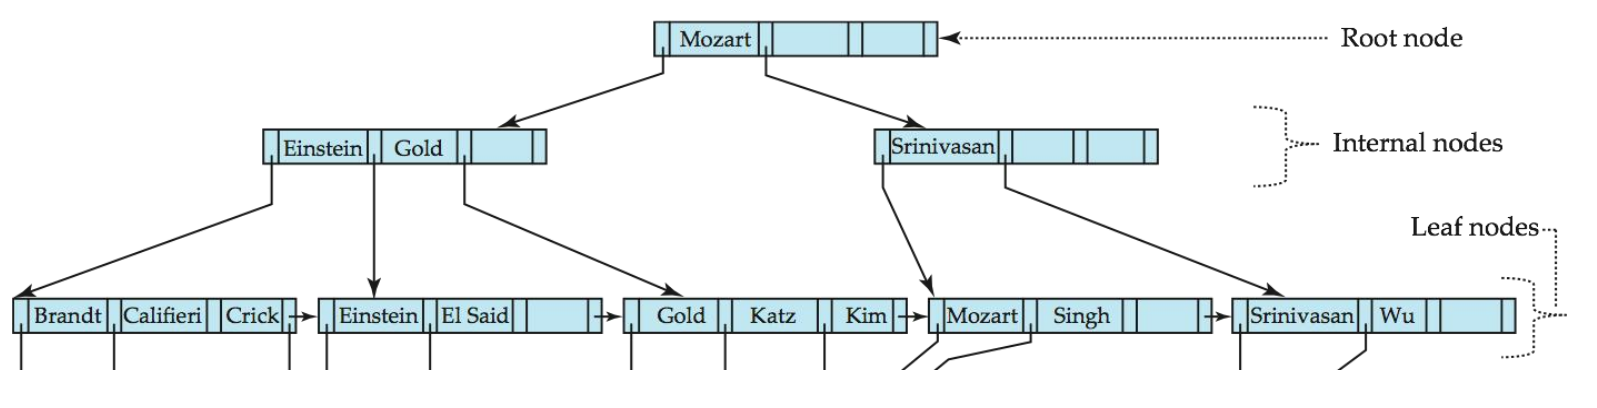 Mozart
Root node
Einstein Gold
Srinivasan
Internal nodes
Leaf nodes
Brandt Califieri Crick Einstein El Said Gold Katz Kim Mozart Singh Srinivasan Wu